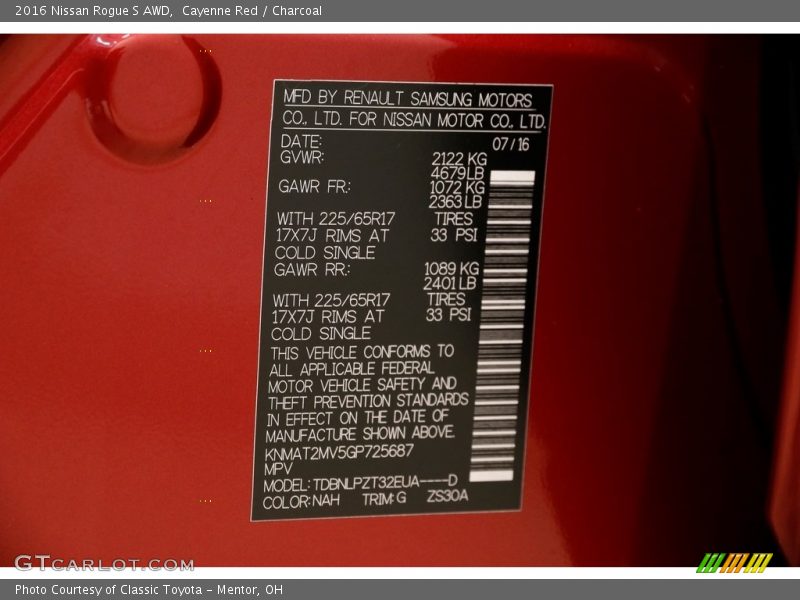 2016 Nissan Rogue S AWD, Cayenne Red / Charcoal
MFD BY RENAULT SAMSUNG MOTORS
CO., LTD. FOR NISSAN MOTOR CO., LTD.
DATE: 07/16
GVWR: 2122 KG
4679 LB
GAWR FR.: 1072 KG
2363 LB
WITH 225/65R17 TIRES
17X7J RIMS AT 33 PSI
COLD SINGLE
GAWR RR.: 1089 KG
2401 LB
WITH 225/65R17 TIRES
17X7J RIMS AT 33 PSI
COLD SINGLE
THIS VEHICLE CONFORMS TO
ALL APPLICABLE FEDERAL
MOTOR VEHICLE SAFETY AND
THEFT PREVENTION STANDARDS
IN EFFECT ON THE DATE OF
MANUFACTURE SHOWN ABOVE.
KNMAT2MV5GP725687
MPV
MODEL: TDBNLPZT32EUA----D
COLOR: NAH TRIM: G ZS30A
GTCARLOT.COM
Photo Courtesy of Classic Toyota - Mentor, OH